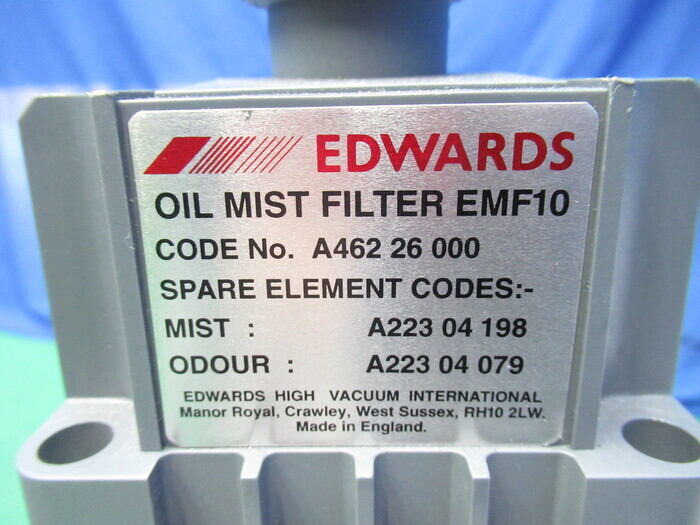 EDWARDS
OIL MIST FILTER EMF10
CODE No. A462 26 000
SPARE ELEMENT CODES:-
MIST : A223 04 198
ODOUR : A223 04 079
EDWARDS HIGH VACUUM INTERNATIONAL
Manor Royal, Crawley, West Sussex, RH10 2LW.
Made in England.